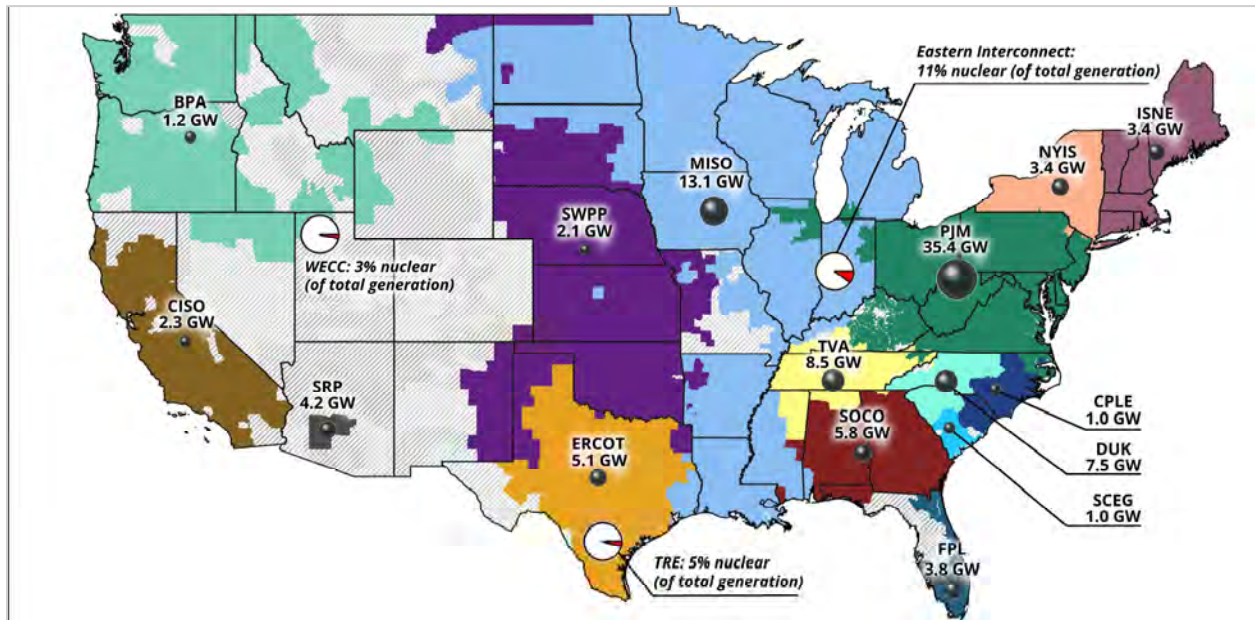 Eastern Interconnect:
11% nuclear (of total generation)
BPA
1.2 GW
ISNE
3.4 GW
NYIS
3.4 GW
MISO
13.1 GW
SWPP
2.1 GW
PJM
35.4 GW
WECC: 3% nuclear
(of total generation)
CISO
2.3 GW
TVA
8.5 GW
SRP
4.2 GW
SOCO
5.8 GW
CPLE
1.0 GW
ERCOT
5.1 GW
DUK
7.5 GW
SCEG
1.0 GW
FPL
3.8 GW
TRE: 5% nuclear
(of total generation)